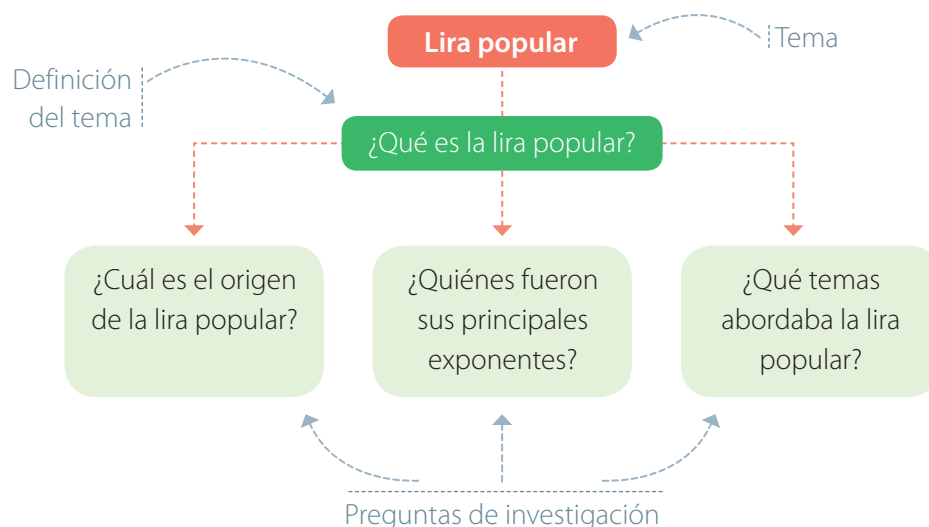 Lira popular
Tema
Definición
del tema
¿Qué es la lira popular?
¿Cuál es el origen
de la lira popular?
¿Quiénes fueron
sus principales
exponentes?
¿Qué temas
abordaba la lira
popular?
Preguntas de investigación